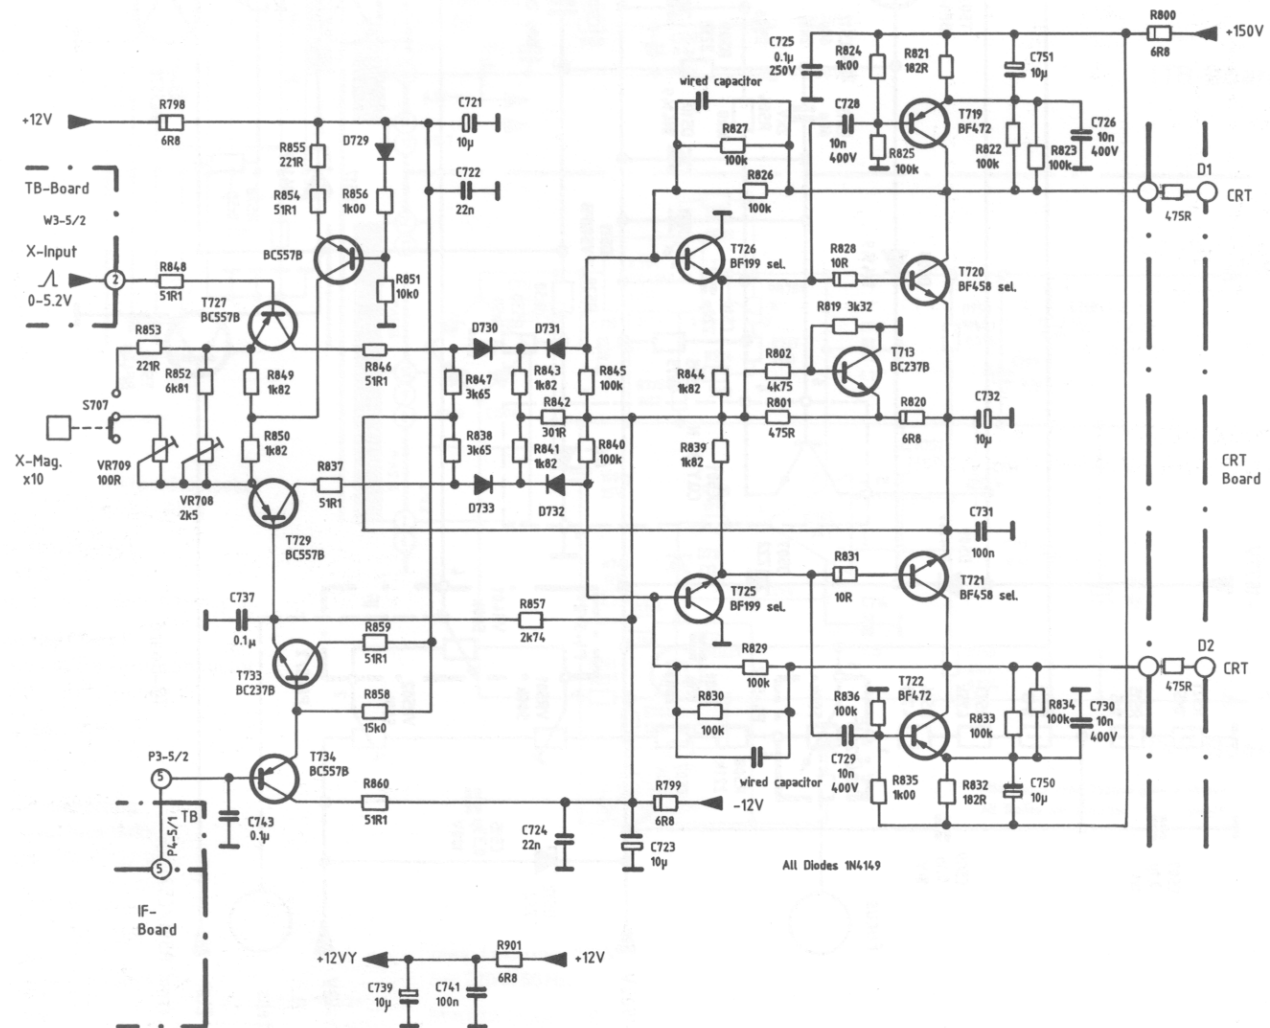 R800
+150V
6R8
C725
0.1µ
250V
R824
1k00
R821
182R
C751
10µ
wired capacitor
C728
10n
400V
T719
BF472
C726
10n
400V
R827
100k
R825
100k
R822
100k
R823
100k
R826
100k
D1
CRT
475R
+12V
R798
6R8
C721
10µ
R855
221R
D729
C722
22n
R854
51R1
R856
1k00
TB-Board
W3-5/2
X-Input
0-5.2V
2
R848
51R1
BC557B
R851
10k0
T727
BC557B
T726
BF199 sel.
R828
10R
T720
BF458 sel.
R819 3k32
R853
221R
R852
6k81
R849
1k82
R846
51R1
D730
D731
R847
3k65
R843
1k82
R845
100k
R844
1k82
R802
4k75
T713
BC237B
S707
X-Mag.
x10
R842
301R
R801
475R
R820
6R8
C732
10µ
VR709
100R
R850
1k82
R838
3k65
R841
1k82
R840
100k
R839
1k82
CRT
Board
VR708
2k5
R837
51R1
D733
D732
T729
BC557B
C731
100n
R831
10R
T721
BF458 sel.
T725
BF199 sel.
C737
0.1µ
R857
2k74
R859
51R1
T733
BC237B
R858
15k0
R829
100k
R830
100k
D2
CRT
475R
T722
BF472
R836
100k
R833
100k
R834
100k
C730
10n
400V
C729
10n
400V
R835
1k00
R832
182R
C750
10µ
wired capacitor
P3-5/2
5
T734
BC557B
R860
51R1
R799
6R8
-12V
TB
P4-5/1
5
C743
0.1µ
C724
22n
C723
10µ
All Diodes 1N4149
IF-
Board
+12VY
R901
6R8
+12V
C739
10µ
C741
100n